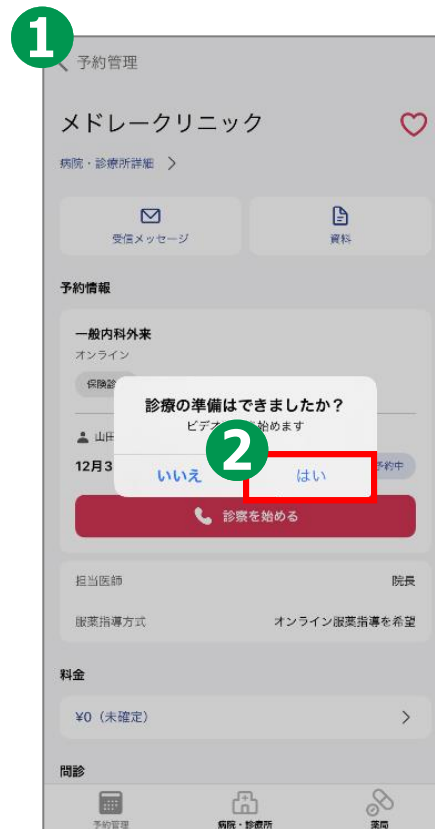 1
予約管理
メドレークリニック
病院・診療所詳細
受信メッセージ
資料
予約情報
一般内科外来
オンライン
保険診
診療の準備はできましたか？
ビデオ
始めます
2
いいえ
はい
山田
12月3
予約中
診察を始める
担当医師
院長
服薬指導方式
オンライン服薬指導を希望
料金
¥0（未確定）
問診
予約管理
病院・診療所
薬局